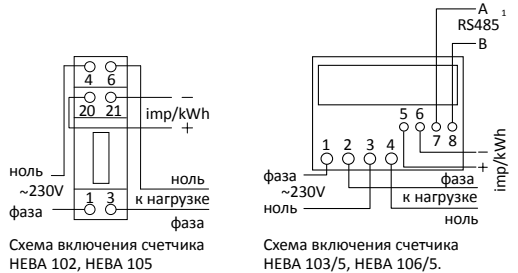 4 6
20 21
imp/kWh
−
+
ноль
~230V
фаза
1 3
ноль
к нагрузке
фаза
Схема включения счетчика
НЕВА 102, НЕВА 105
A 1
RS485
B
5 6
7 8
1 2 3 4
−
+
imp/kWh
фаза
~230V
ноль
фаза
к нагрузке
ноль
Схема включения счетчика
НЕВА 103/5, НЕВА 106/5.